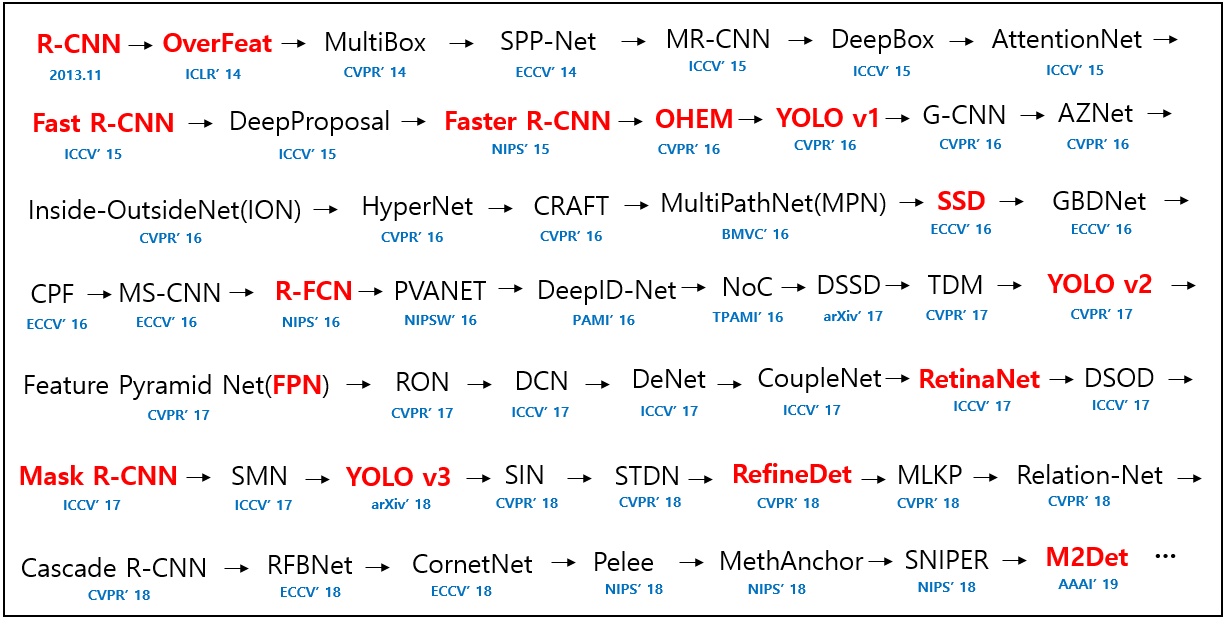 R-CNN → OverFeat → MultiBox → SPP-Net → MR-CNN → DeepBox → AttentionNet →
2013.11 ICLR' 14 CVPR' 14 ECCV' 14 ICCV' 15 ICCV' 15 ICCV' 15
Fast R-CNN → DeepProposal → Faster R-CNN → OHEM → YOLO v1 → G-CNN → AZNet →
ICCV' 15 ICCV' 15 NIPS' 15 CVPR' 16 CVPR' 16 CVPR' 16 CVPR' 16
Inside-OutsideNet(ION) → HyperNet → CRAFT → MultiPathNet(MPN) → SSD → GBDNet →
CVPR' 16 CVPR' 16 CVPR' 16 BMVC' 16 ECCV' 16 ECCV' 16
CPF → MS-CNN → R-FCN → PVANET → DeepID-Net → NoC → DSSD → TDM → YOLO v2 →
ECCV' 16 ECCV' 16 NIPS' 16 NIPSW' 16 PAMI' 16 TPAMI' 16 arXiv' 17 CVPR' 17 CVPR' 17
Feature Pyramid Net(FPN) → RON → DCN → DeNet → CoupleNet → RetinaNet → DSOD →
CVPR' 17 CVPR' 17 ICCV' 17 ICCV' 17 ICCV' 17 ICCV' 17 ICCV' 17
Mask R-CNN → SMN → YOLO v3 → SIN → STDN → RefineDet → MLKP → Relation-Net →
ICCV' 17 ICCV' 17 arXiv' 18 CVPR' 18 CVPR' 18 CVPR' 18 CVPR' 18 CVPR' 18
Cascade R-CNN → RFBNet → CornetNet → Pelee → MethAnchor → SNIPER → M2Det ⋯
CVPR' 18 ECCV' 18 ECCV' 18 NIPS' 18 NIPS' 18 NIPS' 18 AAAI' 19